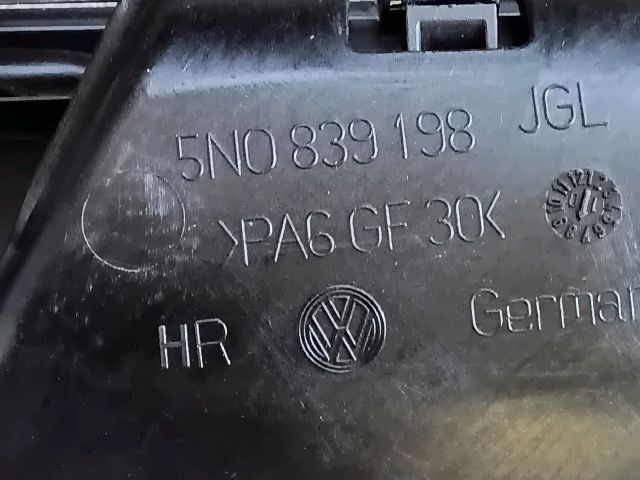 JGL
5N0 839 198
>PA6 GF 30<
HR
German